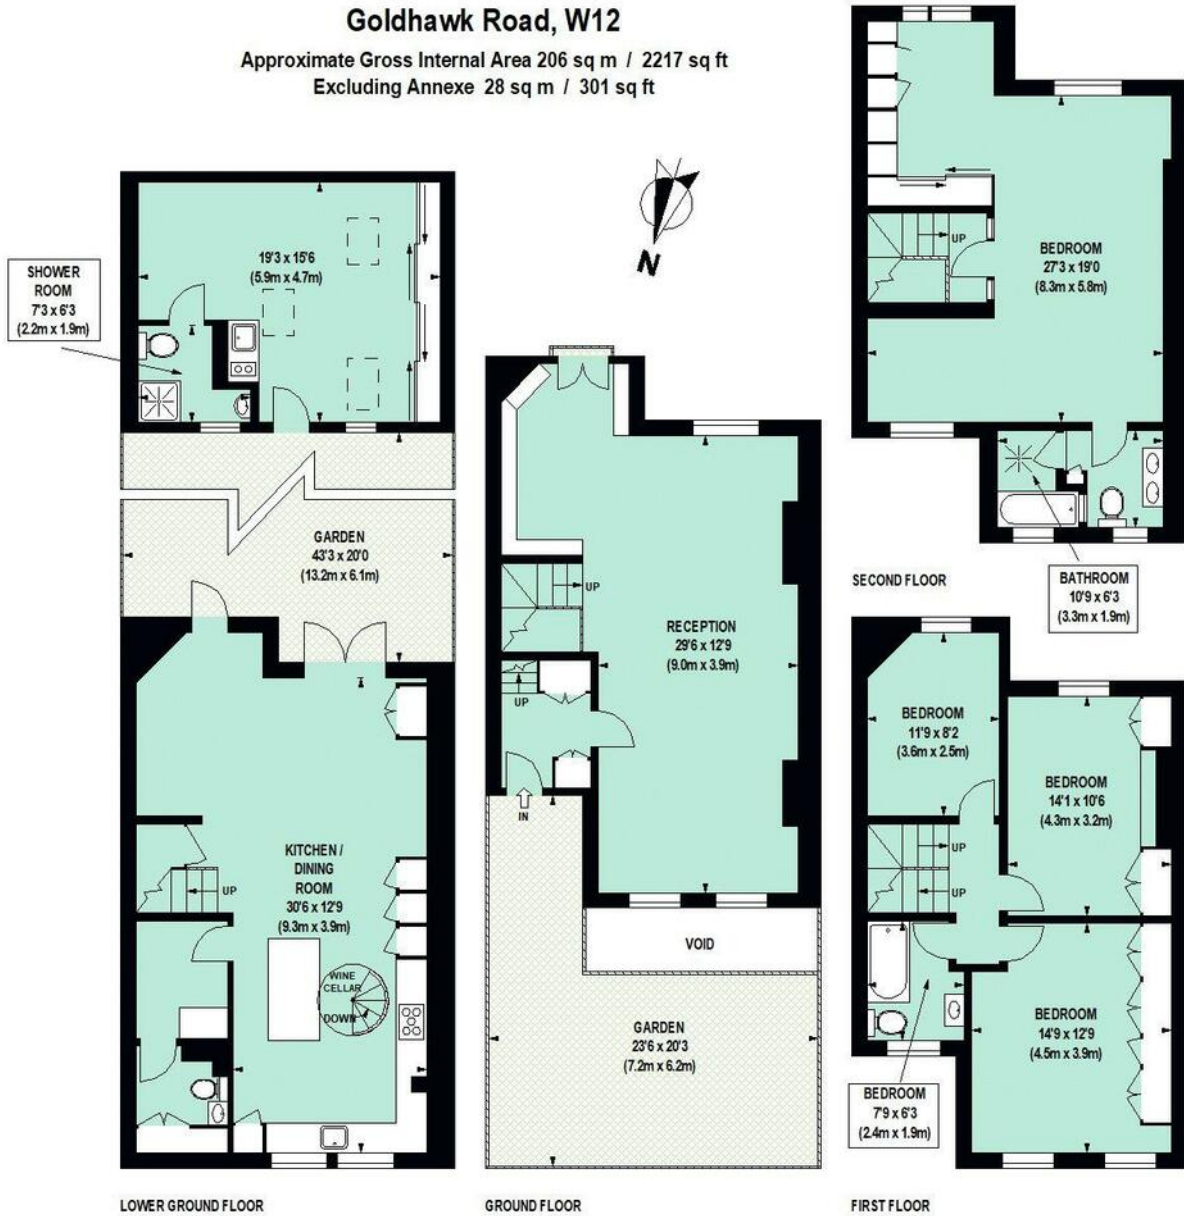 Goldhawk Road, W12
Approximate Gross Internal Area 206 sq m / 2217 sq ft
Excluding Annexe 28 sq m / 301 sq ft
N
SHOWER
ROOM
7'3 x 6'3
(2.2m x 1.9m)
19'3 x 15'6
(5.9m x 4.7m)
GARDEN
43'3 x 20'0
(13.2m x 6.1m)
KITCHEN /
DINING
ROOM
30'6 x 12'9
(9.3m x 3.9m)
UP
WINE
CELLAR
DOWN
LOWER GROUND FLOOR
UP
RECEPTION
29'6 x 12'9
(9.0m x 3.9m)
UP
IN
VOID
GARDEN
23'6 x 20'3
(7.2m x 6.2m)
GROUND FLOOR
UP
BEDROOM
27'3 x 19'0
(8.3m x 5.8m)
SECOND FLOOR
BATHROOM
10'9 x 6'3
(3.3m x 1.9m)
BEDROOM
11'9 x 8'2
(3.6m x 2.5m)
BEDROOM
14'1 x 10'6
(4.3m x 3.2m)
UP
UP
BEDROOM
14'9 x 12'9
(4.5m x 3.9m)
BEDROOM
7'9 x 6'3
(2.4m x 1.9m)
FIRST FLOOR